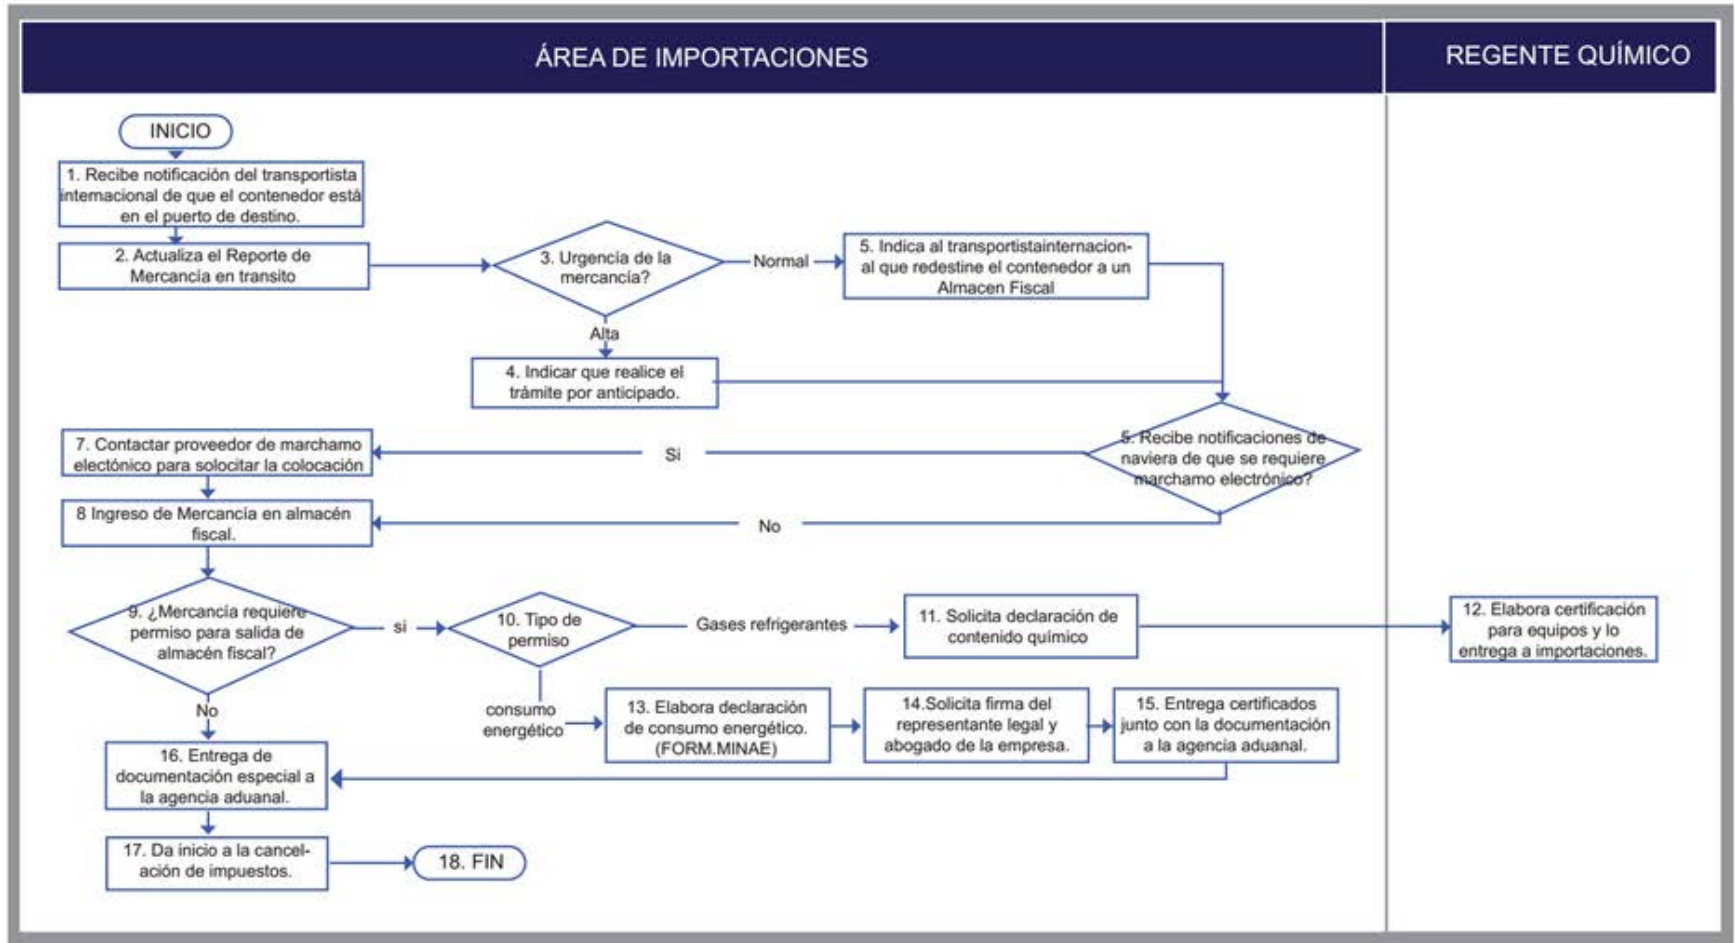 ÁREA DE IMPORTACIONES
REGENTE QUÍMICO
INICIO
1. Recibe notificación del transportista
internacional de que el contenedor está
en el puerto de destino.
2. Actualiza el Reporte de
Mercancía en transito
3. Urgencia de la
mercancía?
Normal
5. Indica al transportistainternacion-
al que redestine el contenedor a un
Almacen Fiscal
Alta
4. Indicar que realice el
trámite por anticipado.
5. Recibe notificaciones de
naviera de que se requiere
marchamo electrónico?
Si
7. Contactar proveedor de marchamo
electónico para solocitar la colocación
8 Ingreso de Mercancía en almacén
fiscal.
No
9. ¿Mercancía requiere
permiso para salida de
almacén fiscal?
si
10. Tipo de
permiso
Gases refrigerantes
11. Solicita declaración de
contenido químico
12. Elabora certificación
para equipos y lo
entrega a importaciones.
No
consumo
energético
13. Elabora declaración
de consumo energético.
(FORM.MINAE)
14.Solicita firma del
representante legal y
abogado de la empresa.
15. Entrega certificados
junto con la documentación
a la agencia aduanal.
16. Entrega de
documentación especial a
la agencia aduanal.
17. Da inicio a la cancel-
ación de impuestos.
18. FIN